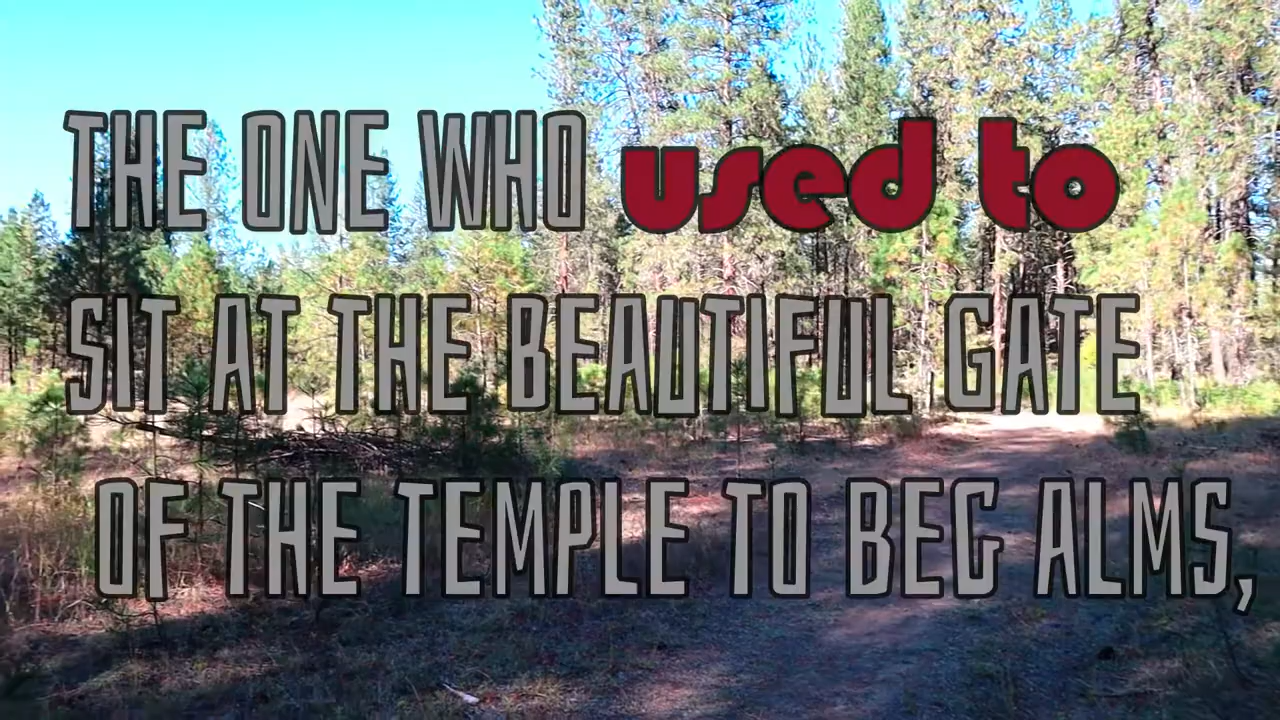 THE ONE WHO used to
SIT AT THE BEAUTIFUL GATE
OF THE TEMPLE TO BEG ALMS,